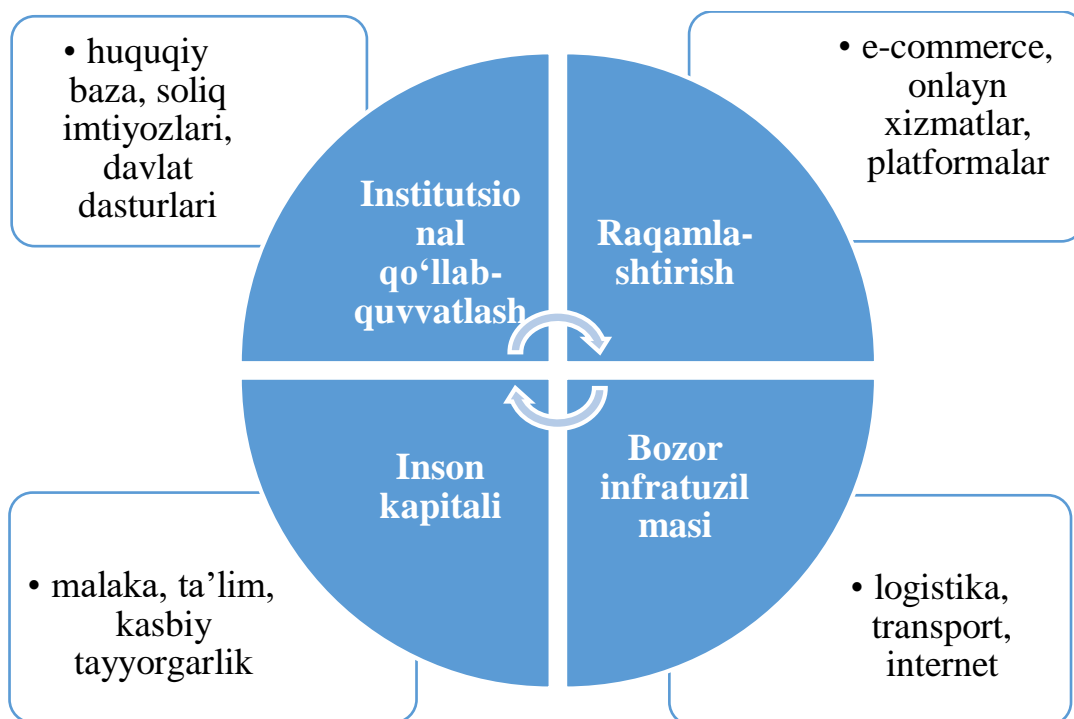 • huquqiy
baza, soliq
imtiyozlari,
davlat
dasturlari
• e-commerce,
onlayn
xizmatlar,
platformalar
Institutsio
nal
qo‘llab-
quvvatlash
Raqamla-
shtirish
Inson
kapitali
Bozor
infratuzil
masi
• malaka, ta’lim,
kasbiy
tayyorgarlik
• logistika,
transport,
internet